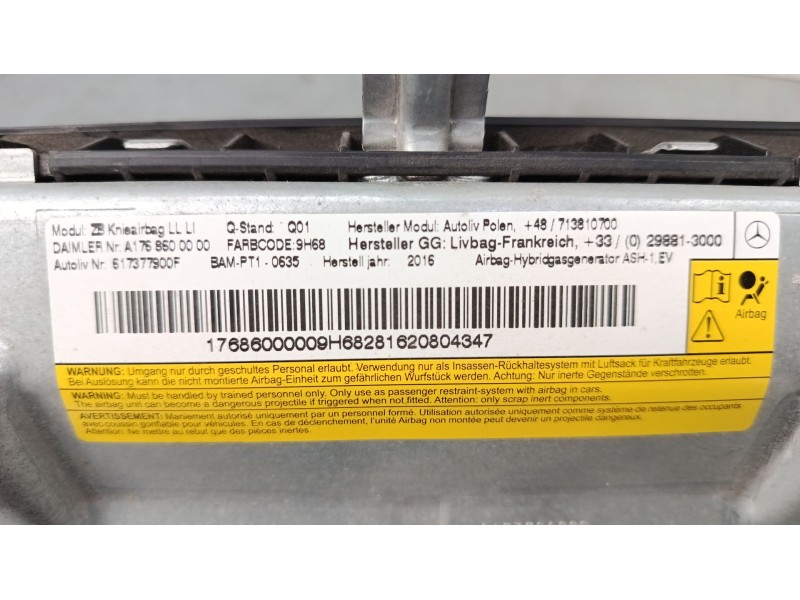 Modul: ZB Knieairbag LL LI Q-Stand: Q01 Hersteller Modul: Autoliv Polen, +48/713810700
DAIMLER Nr: A176 860 00 00 FARBCODE: 9H68 Hersteller GG: Livbag-Frankreich, +33/(0) 29881-3000
Autoliv Nr: 617377900F BAM-PT1 - 0635 Herstelljahr: 2016 Airbag-Hybridgasgenerator ASH-1,EV
Airbag
17686000009H68281620804347
WARNUNG: Umgang nur durch geschultes Personal erlaubt. Verwendung nur als Insassen-Rückhaltesystem mit Luftsack für Kraftfahrzeuge erlaubt.
Bei Auslösung kann die nicht montierte Airbag-Einheit zum gefährlichen Wurfstück werden. Achtung: Nur inerte Gegenstände verschrotten.
WARNING: Must be handled by trained personnel only. Only use as passenger restraint-system with airbag in cars.
Airbag unit can become a dangerous projectile if triggered when not mounted. Attention: only scrap inert components.
AVERTISSEMENT: Maniement autorisé uniquement par un personnel formé. Utilisation autorisée uniquement comme système de retenue des occupants
avec coussin gonflable pour véhicules. En cas de déclenchement, l'unité Airbag non montée peut devenir un projectile dangereux.
Attention: Ne mettre au rebut que des pièces inertes.